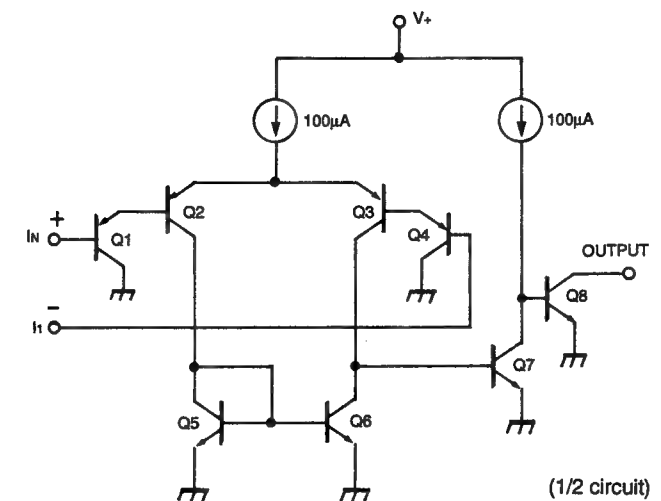 V+
100µA
100µA
Q2
Q3
+
IN
Q1
Q4
OUTPUT
Q8
−
I1
Q7
Q5
Q6
(1/2 circuit)